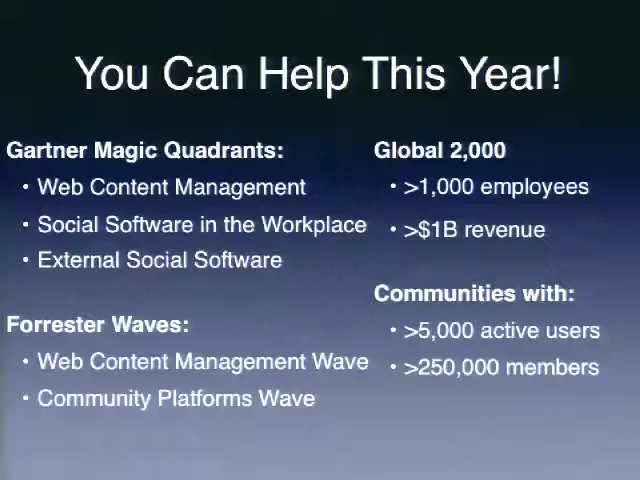 You Can Help This Year!
Gartner Magic Quadrants:
• Web Content Management
• Social Software in the Workplace
• External Social Software
Forrester Waves:
• Web Content Management Wave
• Community Platforms Wave
Global 2,000
• >1,000 employees
• >$1B revenue
Communities with:
• >5,000 active users
• >250,000 members